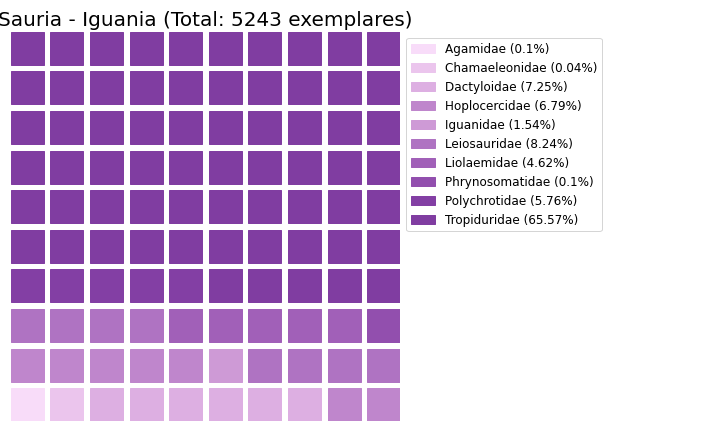 Sauria - Iguania (Total: 5243 exemplares)
Agamidae (0.1%)
Chamaeleonidae (0.04%)
Dactyloidae (7.25%)
Hoplocercidae (6.79%)
Iguanidae (1.54%)
Leiosauridae (8.24%)
Liolaemidae (4.62%)
Phrynosomatidae (0.1%)
Polychrotidae (5.76%)
Tropiduridae (65.57%)